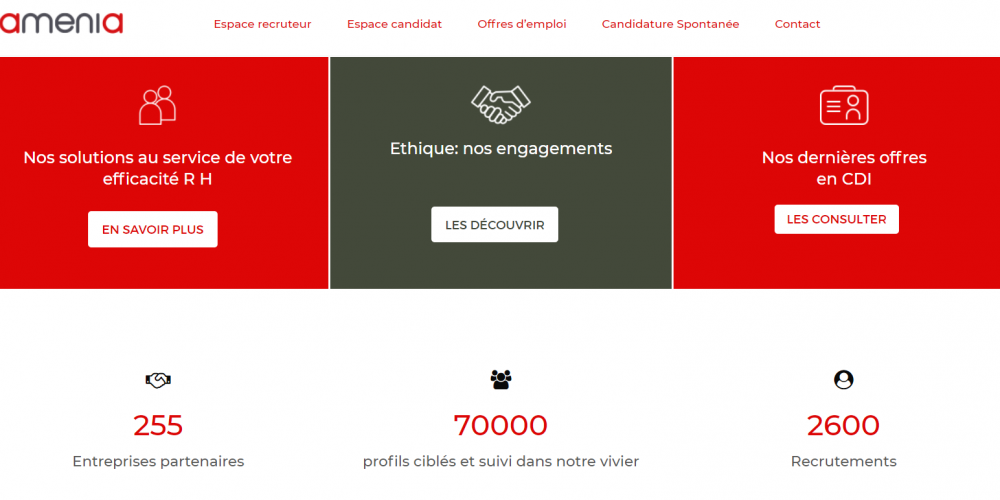 amenia
Espace recruteur
Espace candidat
Offres d'emploi
Candidature Spontanée
Contact
Nos solutions au service de votre
efficacité R H
EN SAVOIR PLUS
Ethique: nos engagements
LES DÉCOUVRIR
Nos dernières offres
en CDI
LES CONSULTER
255
Entreprises partenaires
70000
profils ciblés et suivi dans notre vivier
2600
Recrutements